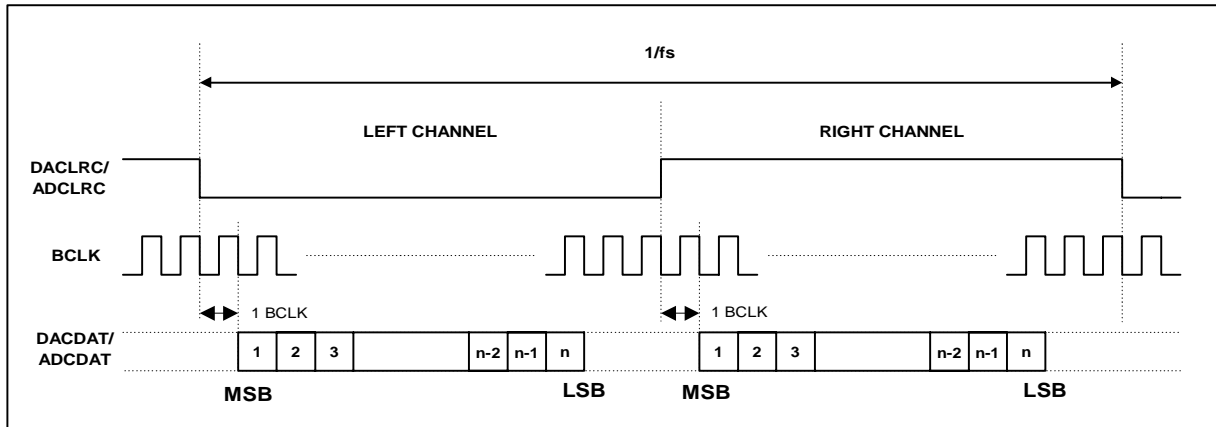 1/fs
LEFT CHANNEL
RIGHT CHANNEL
DACLRC/
ADCLRC
BCLK
1 BCLK
1 BCLK
DACDAT/
ADCDAT
1 2 3 n-2 n-1 n
1 2 3 n-2 n-1 n
MSB
LSB
MSB
LSB